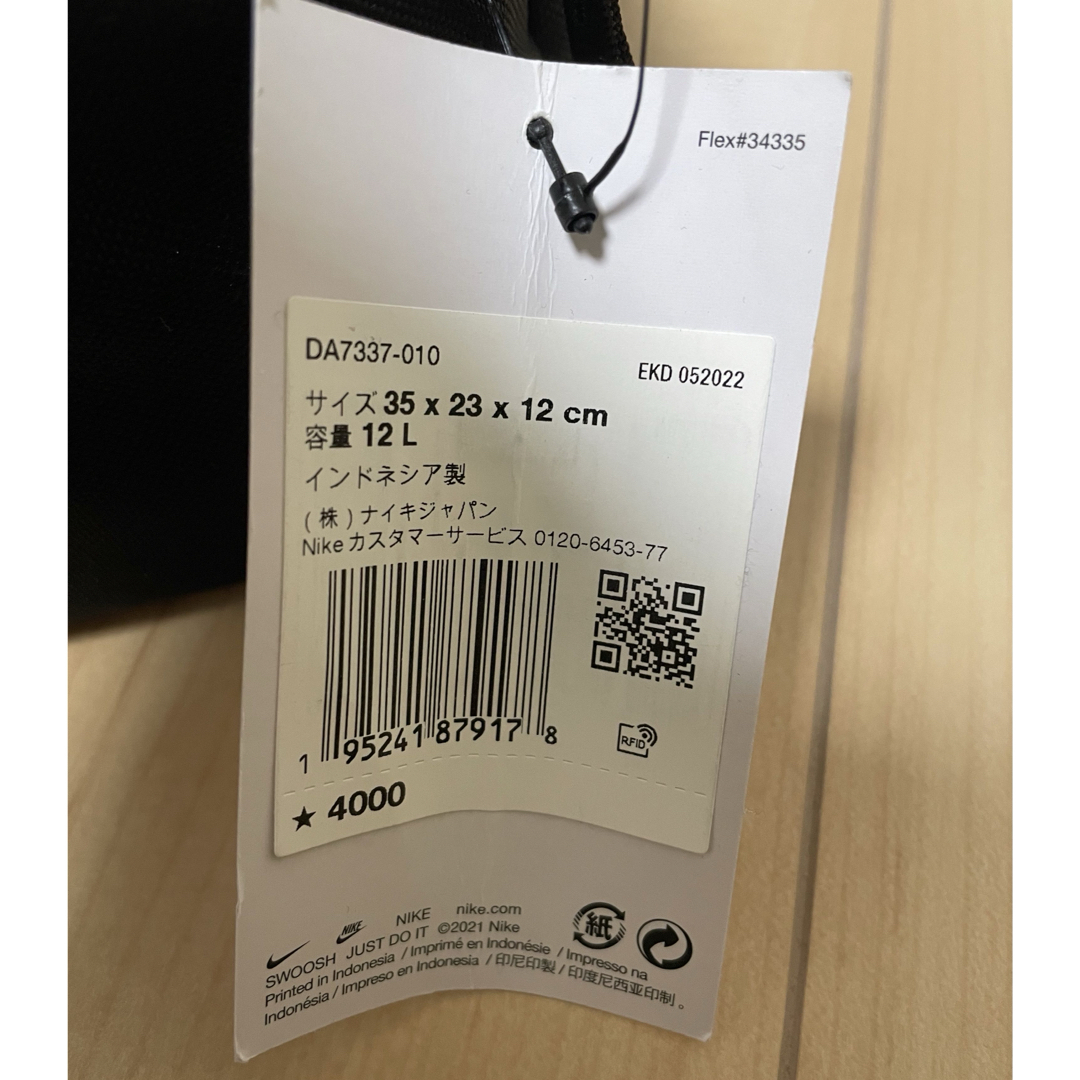 Flex#34335
DA7337-010
EKD 052022
サイズ 35 x 23 x 12 cm
容量 12 L
インドネシア製
(株)ナイキジャパン
Nike カスタマーサービス 0120-6453-77
1 95241 87917 8
RFID
★ 4000
NIKE NIKE nike.com
SWOOSH JUST DO IT ©2021 Nike
Printed in Indonesia / Imprimé en Indonésie / Impresso na
Indonésia / Impreso en Indonesia / 印尼印製 / 印度尼西亚印制。
紙